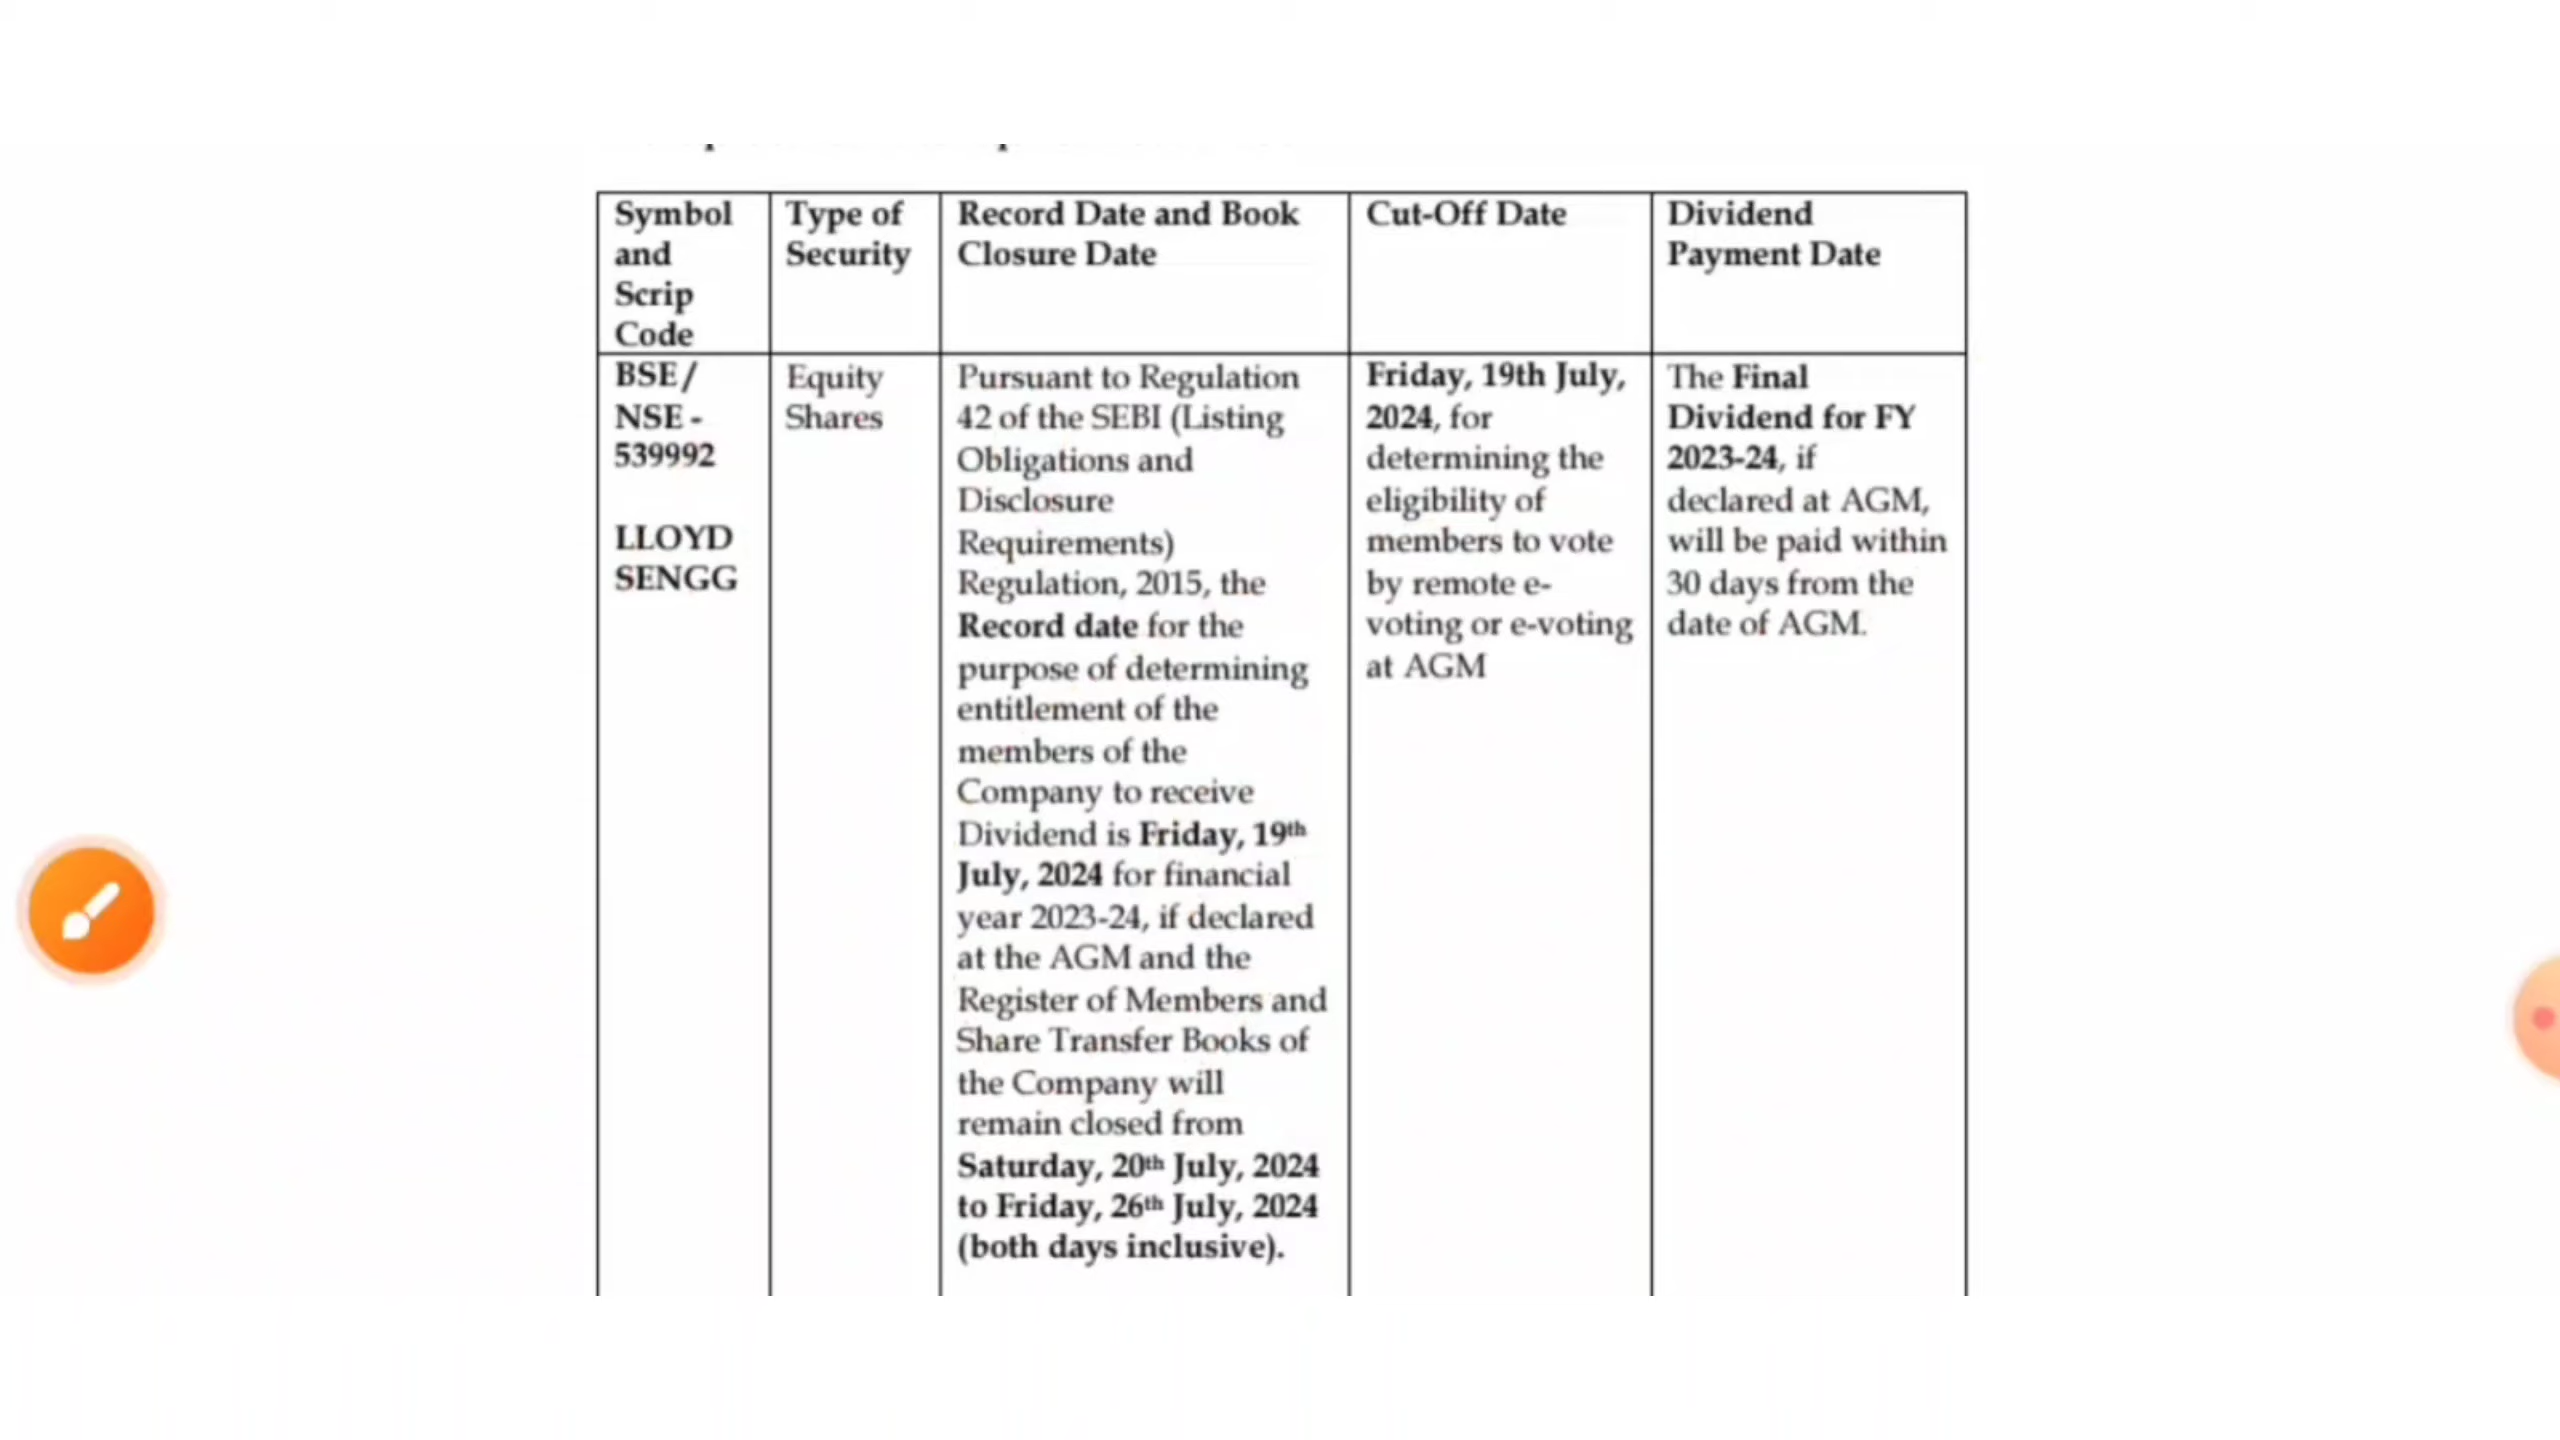 Symbol
and
Scrip
Code
Type of
Security
Record Date and Book
Closure Date
Cut-Off Date
Dividend
Payment Date
BSE/
NSE -
539992
LLOYD
SENGG
Equity
Shares
Pursuant to Regulation
42 of the SEBI (Listing
Obligations and
Disclosure
Requirements)
Regulation, 2015, the
Record date for the
purpose of determining
entitlement of the
members of the
Company to receive
Dividend is Friday, 19th
July, 2024 for financial
year 2023-24, if declared
at the AGM and the
Register of Members and
Share Transfer Books of
the Company will
remain closed from
Saturday, 20th July, 2024
to Friday, 26th July, 2024
(both days inclusive).
Friday, 19th July,
2024, for
determining the
eligibility of
members to vote
by remote e-
voting or e-voting
at AGM
The Final
Dividend for FY
2023-24, if
declared at AGM,
will be paid within
30 days from the
date of AGM.